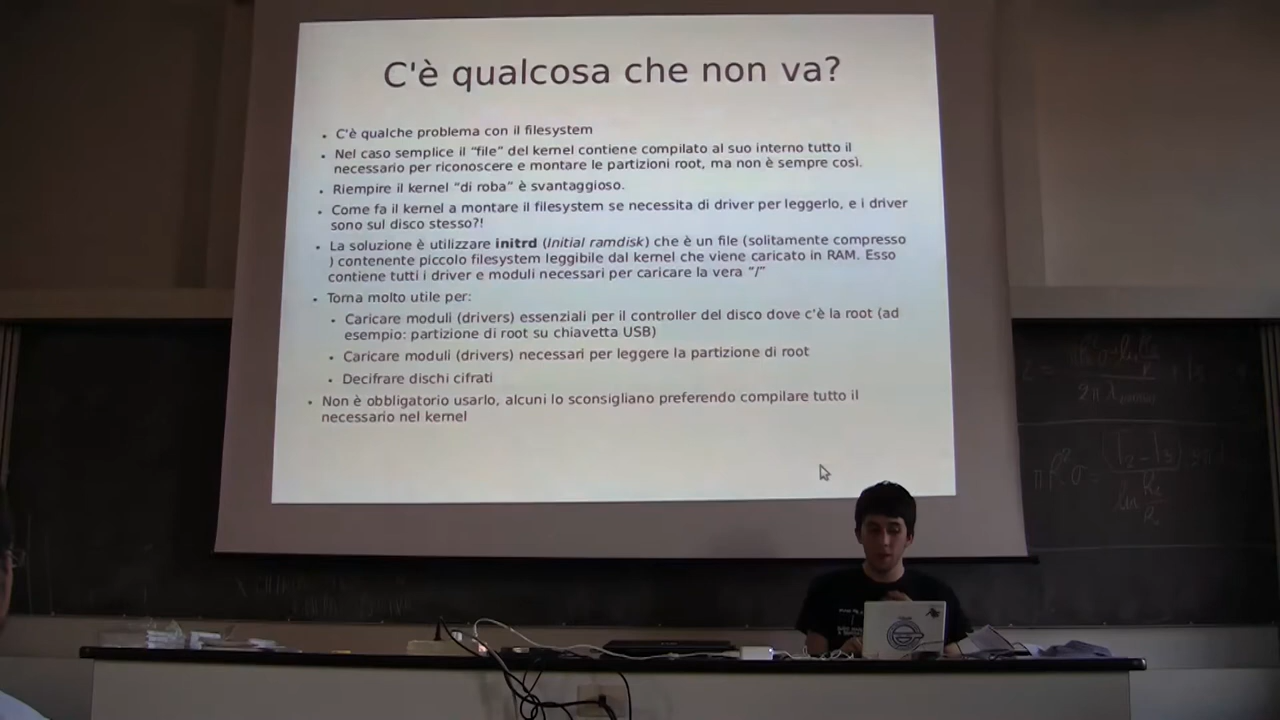 C'è qualcosa che non va?
• C'è qualche problema con il filesystem
• Nel caso semplice il “file” del kernel contiene compilato al suo interno tutto il
necessario per riconoscere e montare le partizioni root, ma non è sempre così.
• Riempire il kernel “di roba” è svantaggioso.
• Come fa il kernel a montare il filesystem se necessita di driver per leggerlo, e i driver
sono sul disco stesso?!
• La soluzione è utilizzare initrd (Initial ramdisk) che è un file (solitamente compresso
) contenente piccolo filesystem leggibile dal kernel che viene caricato in RAM. Esso
contiene tutti i driver e moduli necessari per caricare la vera “/”
• Torna molto utile per:
• Caricare moduli (drivers) essenziali per il controller del disco dove c'è la root (ad
esempio: partizione di root su chiavetta USB)
• Caricare moduli (drivers) necessari per leggere la partizione di root
• Decifrare dischi cifrati
• Non è obbligatorio usarlo, alcuni lo sconsigliano preferendo compilare tutto il
necessario nel kernel